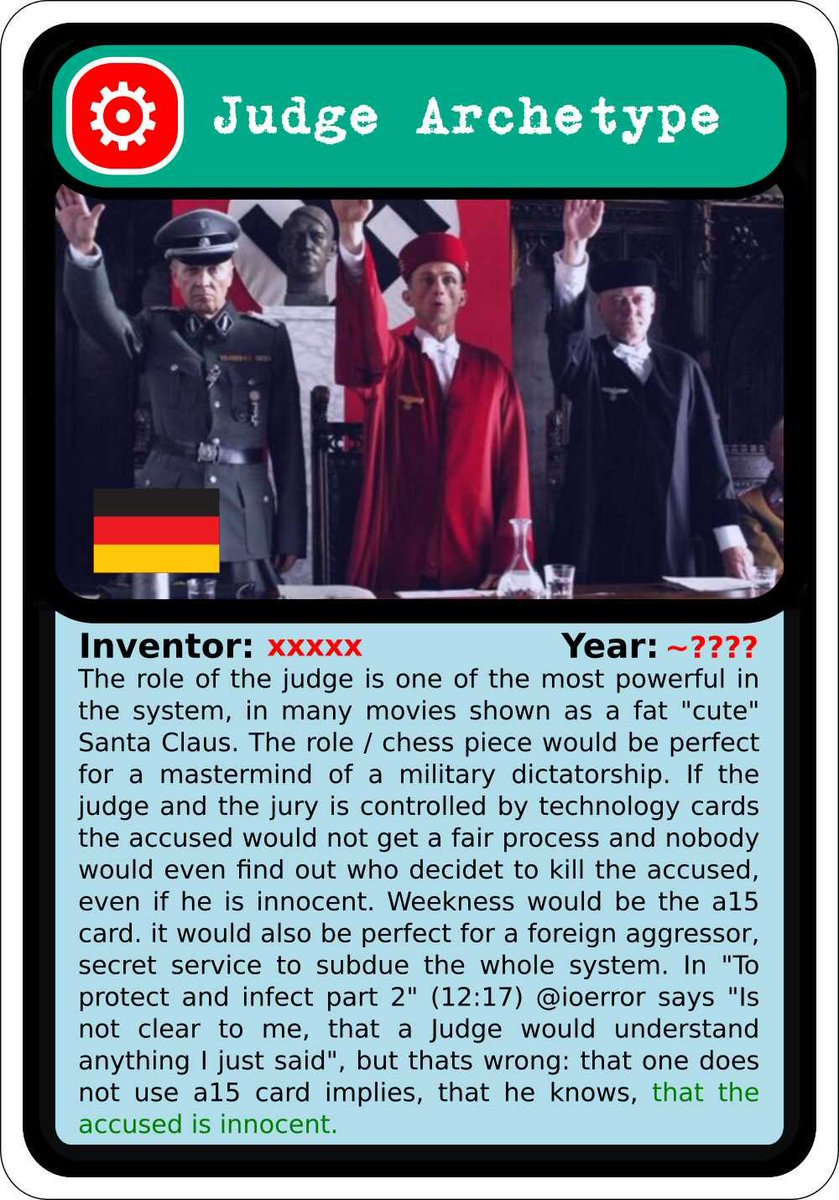 Judge Archetype
Inventor: xxxxx Year: ~????
The role of the judge is one of the most powerful in
the system, in many movies shown as a fat "cute"
Santa Claus. The role / chess piece would be perfect
for a mastermind of a military dictatorship. If the
judge and the jury is controlled by technology cards
the accused would not get a fair process and nobody
would even find out who decidet to kill the accused,
even if he is innocent. Weekness would be the a15
card. it would also be perfect for a foreign aggressor,
secret service to subdue the whole system. In "To
protect and infect part 2" (12:17) @ioerror says "Is
not clear to me, that a Judge would understand
anything I just said", but thats wrong: that one does
not use a15 card implies, that he knows, that the
accused is innocent.